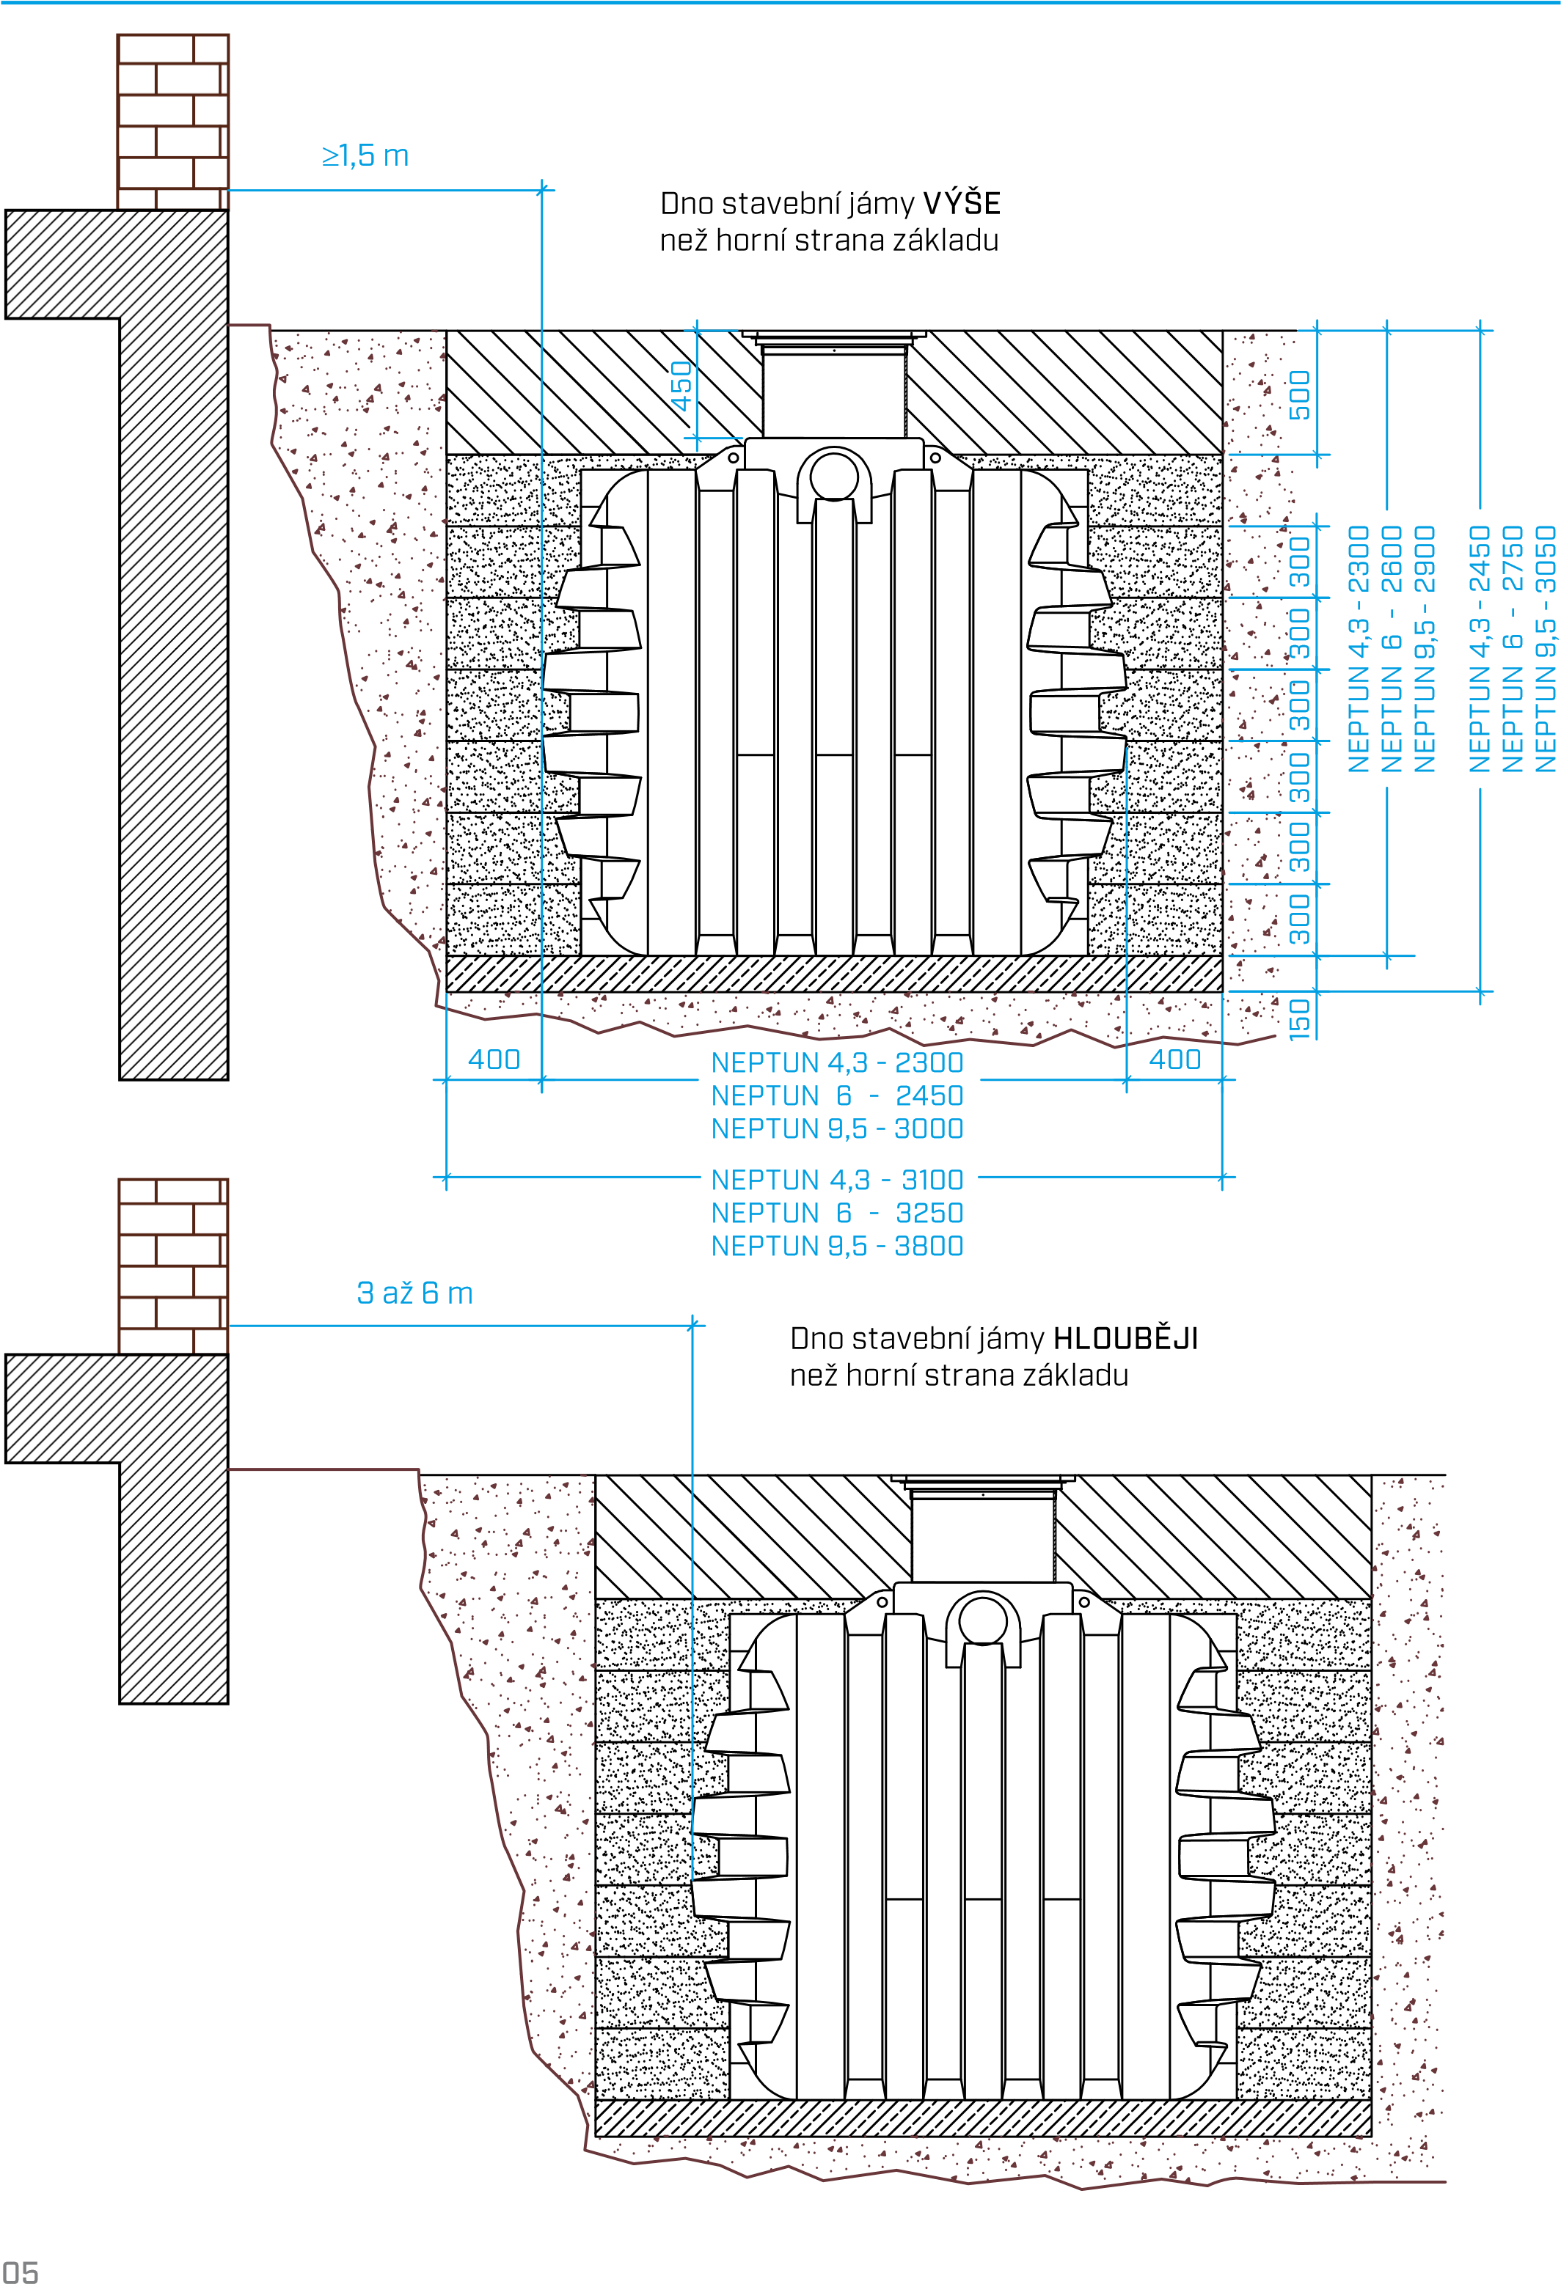 ≥1,5 m
Dno stavební jámy VÝŠE
než horní strana základu
450
500
300
300
300
300
300
300
150
NEPTUN 4,3 - 2300
NEPTUN 6 - 2600
NEPTUN 9,5 - 2900
NEPTUN 4,3 - 2450
NEPTUN 6 - 2750
NEPTUN 9,5 - 3050
400
NEPTUN 4,3 - 2300
NEPTUN 6 - 2450
NEPTUN 9,5 - 3000
400
NEPTUN 4,3 - 3100
NEPTUN 6 - 3250
NEPTUN 9,5 - 3800
3 až 6 m
Dno stavební jámy HLOUBĚJI
než horní strana základu
05